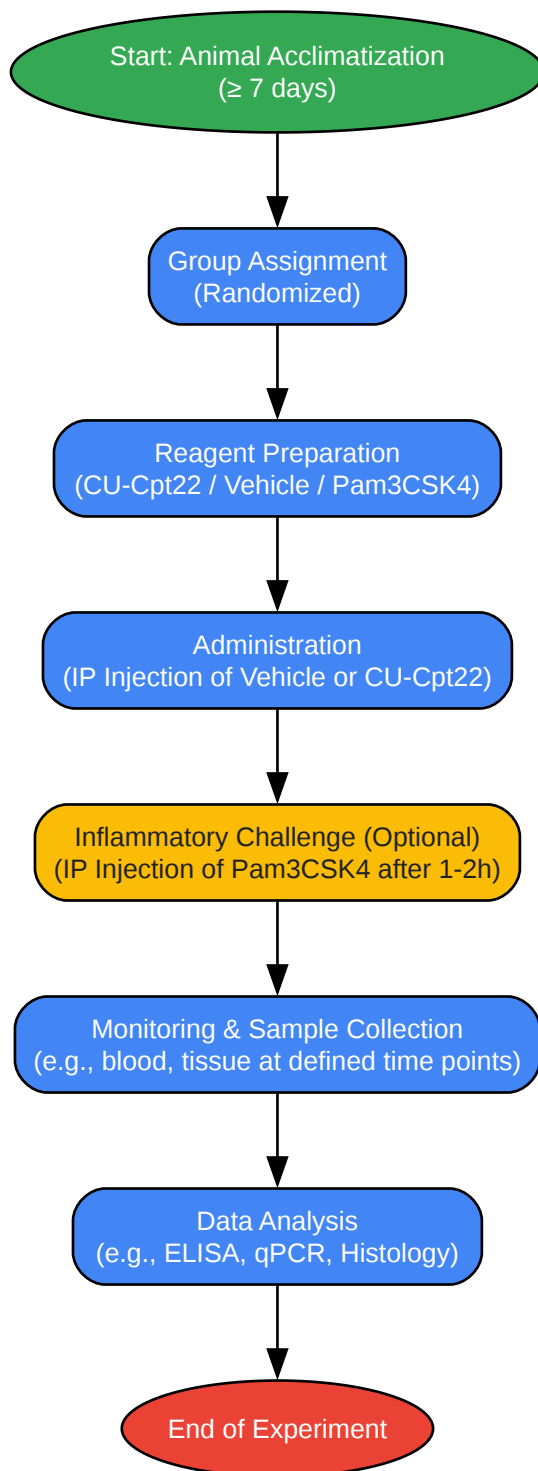 Start: Animal Acclimatization
(≥ 7 days)
Group Assignment
(Randomized)
Reagent Preparation
(CU-Cpt22 / Vehicle / Pam3CSK4)
Administration
(IP Injection of Vehicle or CU-Cpt22)
Inflammatory Challenge (Optional)
(IP Injection of Pam3CSK4 after 1-2h)
Monitoring & Sample Collection
(e.g., blood, tissue at defined time points)
Data Analysis
(e.g., ELISA, qPCR, Histology)
End of Experiment